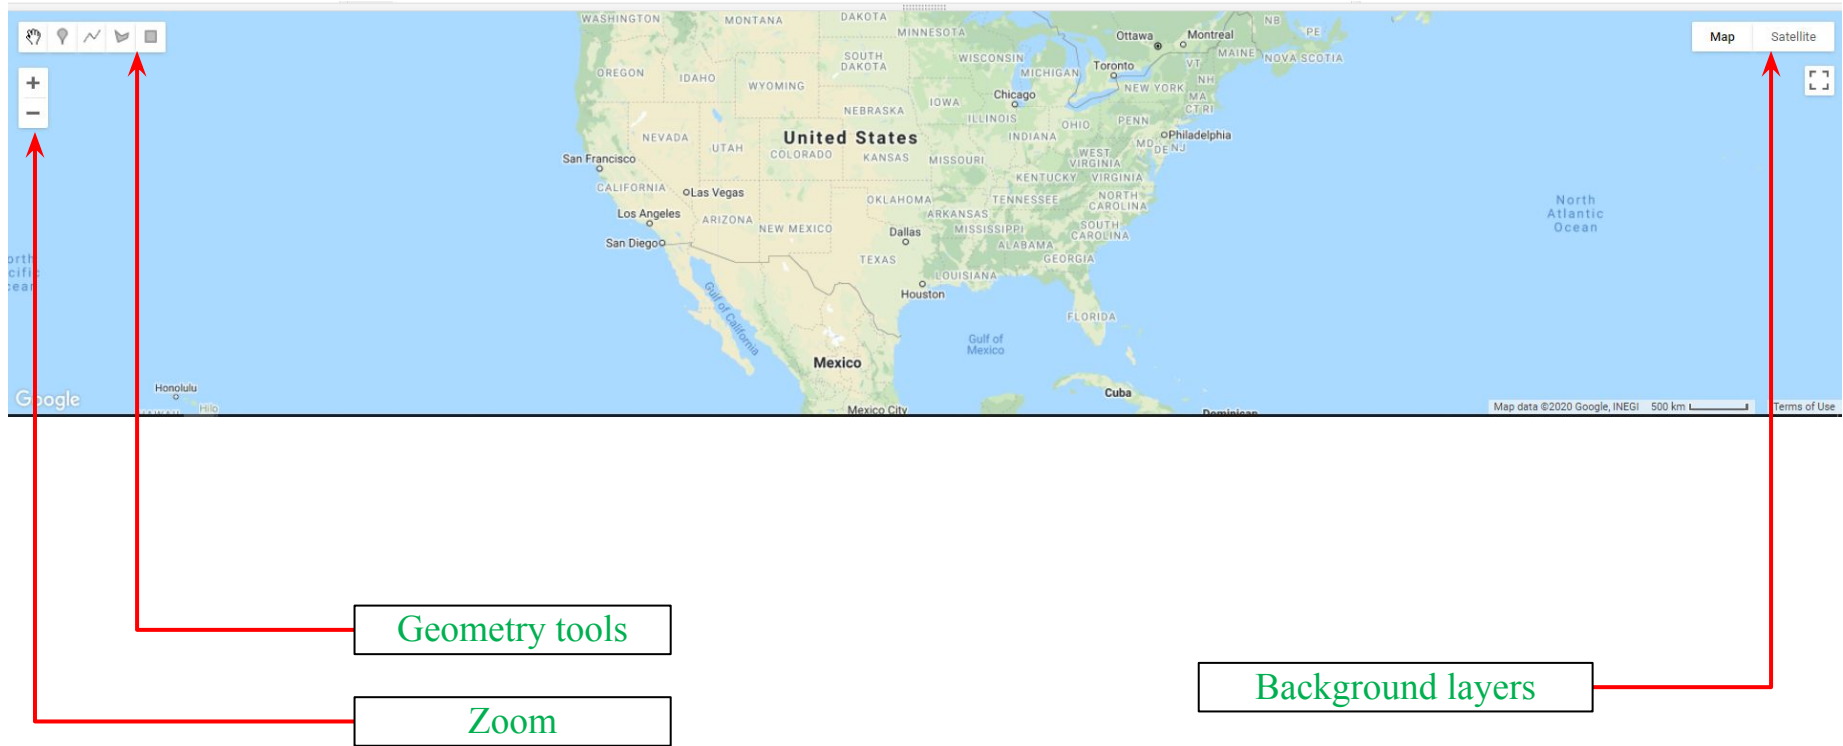 WASHINGTON
MONTANA
DAKOTA
MINNESOTA
NB
PE
Ottawa
Montreal
Map
Satellite
MAINE
NOVA SCOTIA
SOUTH
DAKOTA
WISCONSIN
MICHIGAN
Toronto
VT
NH
OREGON
IDAHO
WYOMING
NEW YORK
MA
CT RI
Chicago
NEBRASKA
IOWA
ILLINOIS
OHIO
PENN
INDIANA
Philadelphia
NEVADA
United States
UTAH
COLORADO
KANSAS
MISSOURI
WEST
VIRGINIA
MD
DE NJ
San Francisco
KENTUCKY
VIRGINIA
CALIFORNIA
Las Vegas
OKLAHOMA
TENNESSEE
NORTH
CAROLINA
North
Atlantic
Ocean
Los Angeles
ARIZONA
NEW MEXICO
ARKANSAS
Dallas
MISSISSIPPI
SOUTH
CAROLINA
San Diego
ALABAMA
TEXAS
GEORGIA
LOUISIANA
Houston
Gulf of California
FLORIDA
Gulf of
Mexico
Mexico
Honolulu
Cuba
Google
Hilo
Mexico City
Map data ©2020 Google, INEGI 500 km Terms of Use
Geometry tools
Background layers
Zoom